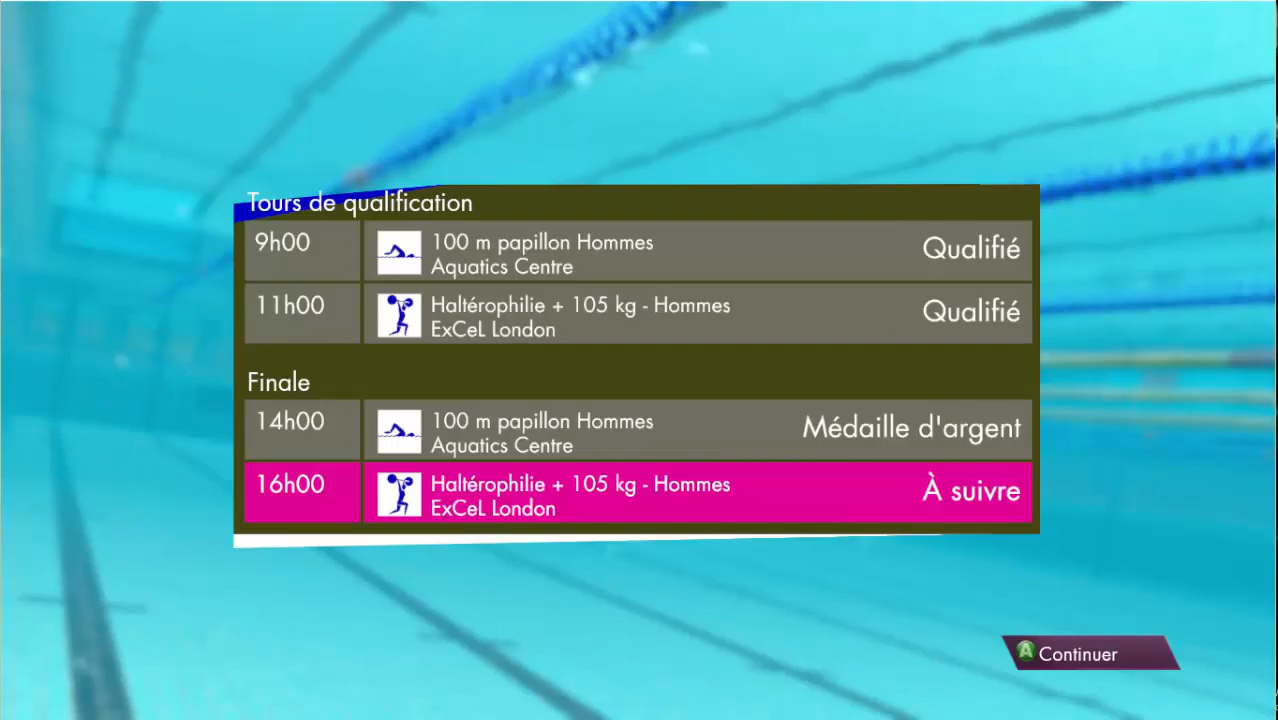 Tours de qualification
9h00
100 m papillon Hommes
Aquatics Centre
Qualifié
11h00
Haltérophilie + 105 kg - Hommes
ExCeL London
Qualifié
Finale
14h00
100 m papillon Hommes
Aquatics Centre
Médaille d'argent
16h00
Haltérophilie + 105 kg - Hommes
ExCeL London
À suivre
A Continuer